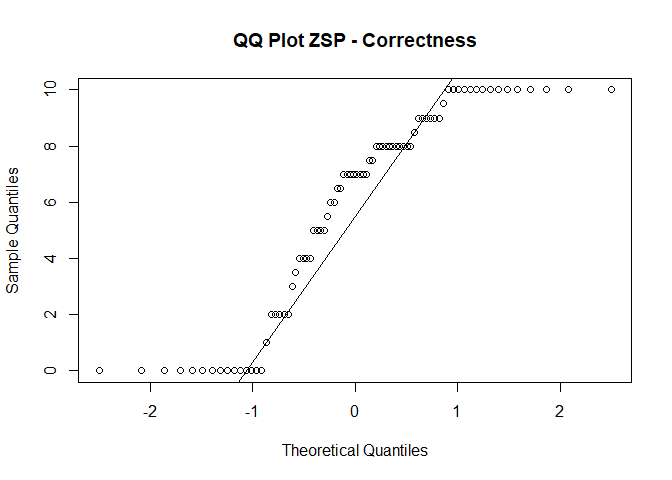 QQ Plot ZSP - Correctness
Sample Quantiles
10
8
6
4
2
0
-2 -1 0 1 2
Theoretical Quantiles